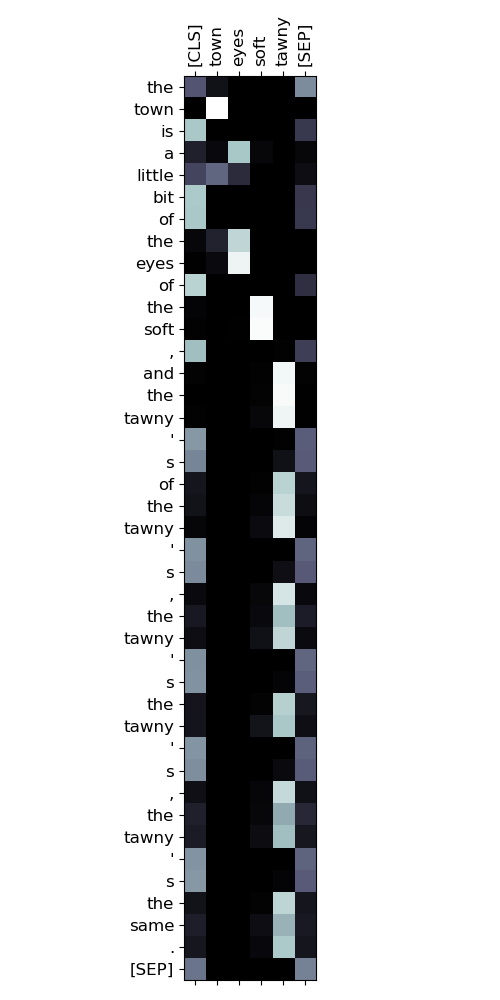 [CLS]
town
eyes
soft
tawny
[SEP]
the
town
is
a
little
bit
of
the
eyes
of
the
soft
,
and
the
tawny
'
s
of
the
tawny
'
s
,
the
tawny
'
s
the
tawny
'
s
,
the
tawny
'
s
the
same
.
[SEP]